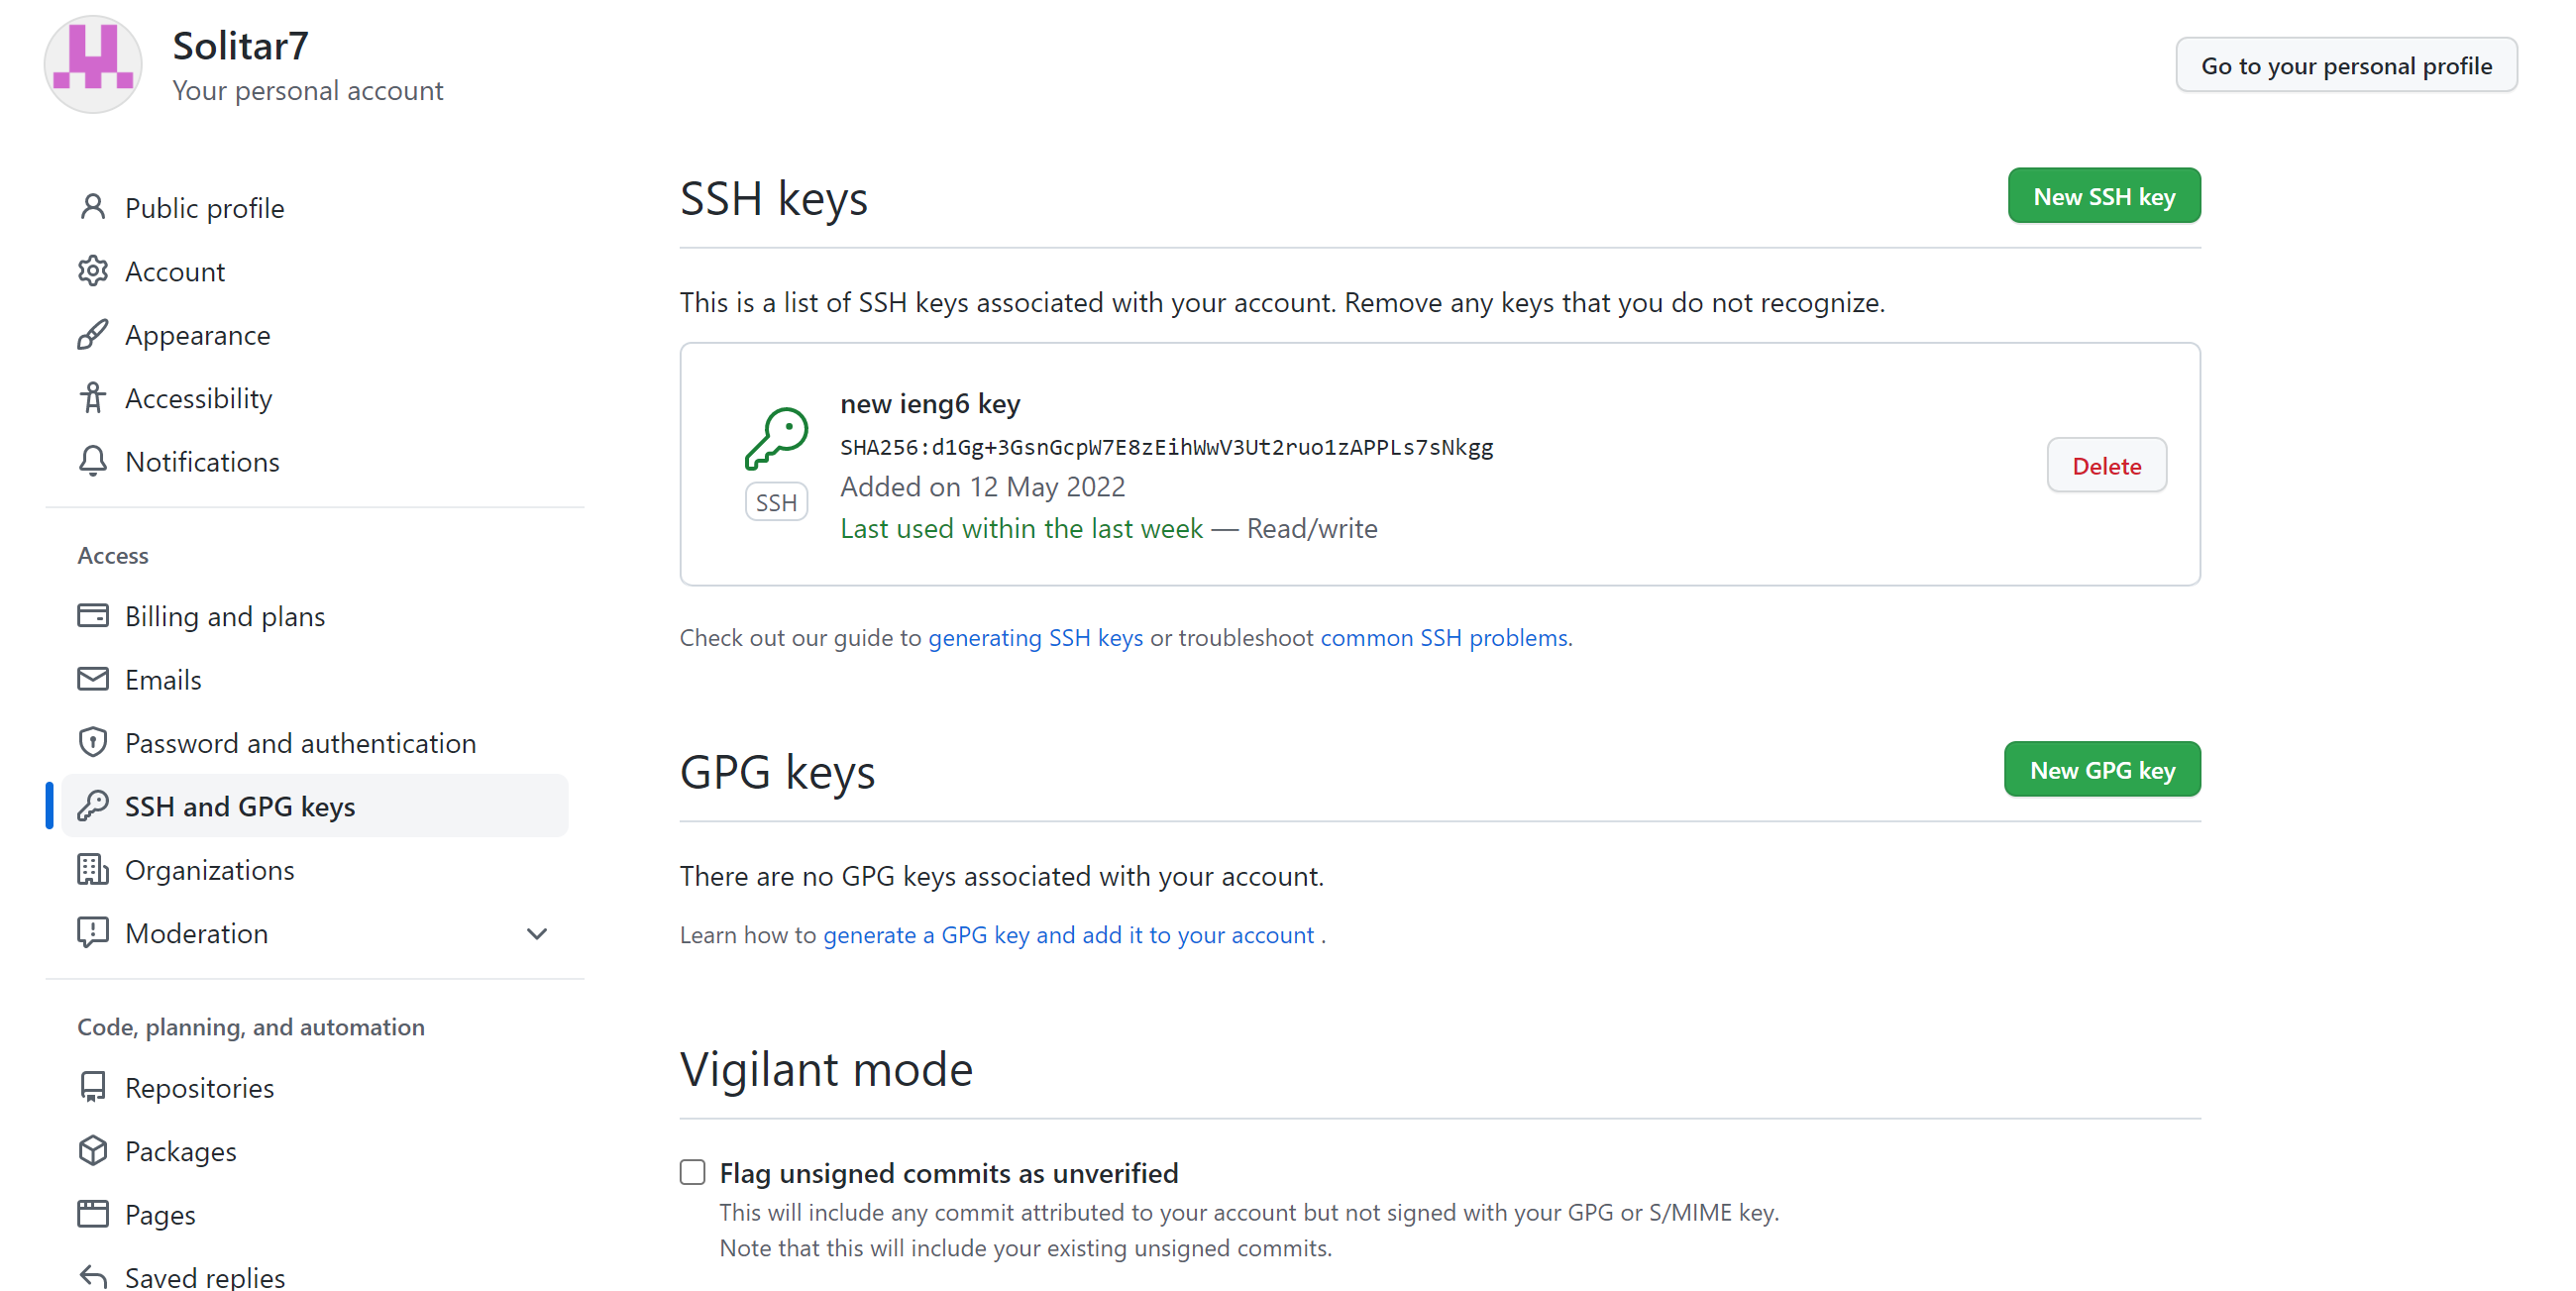 Solitar7
Your personal account
Go to your personal profile
Public profile
Account
Appearance
Accessibility
Notifications
Access
Billing and plans
Emails
Password and authentication
SSH and GPG keys
Organizations
Moderation
Code, planning, and automation
Repositories
Packages
Pages
Saved replies
SSH keys
New SSH key
This is a list of SSH keys associated with your account. Remove any keys that you do not recognize.
new ieng6 key
SHA256:d1Gg+3GsnGcpW7E8zEihWwV3Ut2ruo1zAPPLs7sNkgg
Added on 12 May 2022
Last used within the last week — Read/write
SSH
Delete
Check out our guide to generating SSH keys or troubleshoot common SSH problems.
GPG keys
New GPG key
There are no GPG keys associated with your account.
Learn how to generate a GPG key and add it to your account .
Vigilant mode
Flag unsigned commits as unverified
This will include any commit attributed to your account but not signed with your GPG or S/MIME key.
Note that this will include your existing unsigned commits.